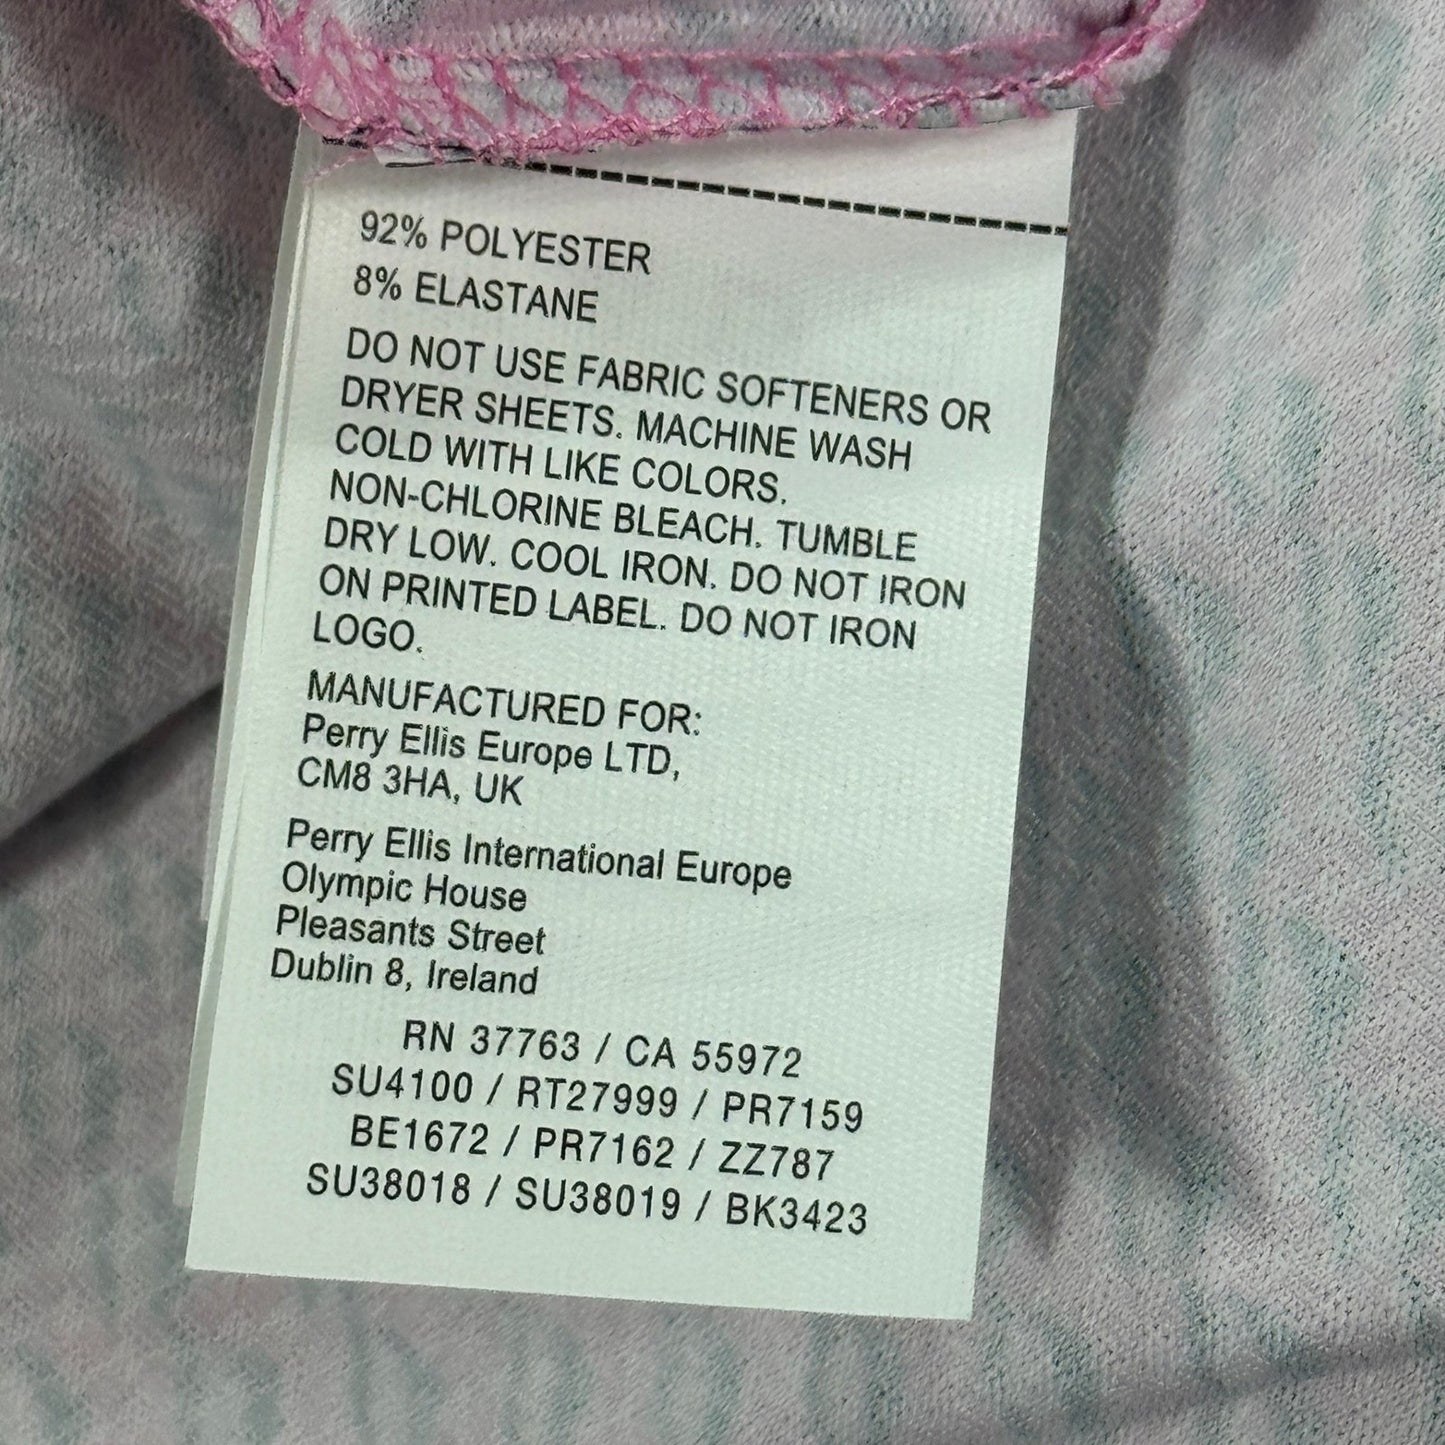 92% POLYESTER
8% ELASTANE
DO NOT USE FABRIC SOFTENERS OR
DRYER SHEETS. MACHINE WASH
COLD WITH LIKE COLORS.
NON-CHLORINE BLEACH. TUMBLE
DRY LOW. COOL IRON. DO NOT IRON
ON PRINTED LABEL. DO NOT IRON
LOGO.
MANUFACTURED FOR:
Perry Ellis Europe LTD,
CM8 3HA, UK
Perry Ellis International Europe
Olympic House
Pleasants Street
Dublin 8, Ireland
RN 37763 / CA 55972
SU4100 / RT27999 / PR7159
BE1672 / PR7162 / ZZ787
SU38018 / SU38019 / BK3423